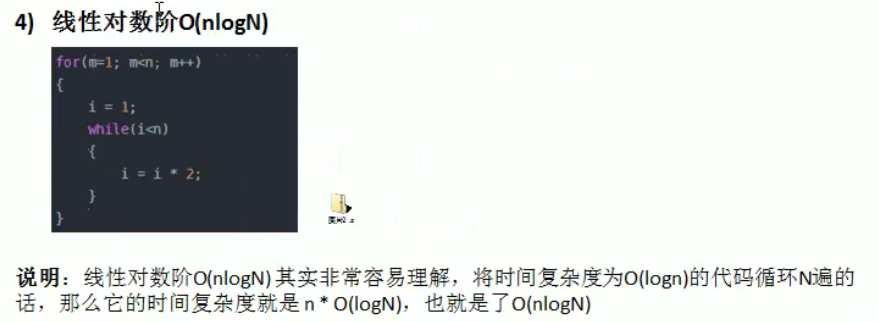 4) 线性对数阶O(nlogN)
for(m=1; m<n; m++)
{
i = 1;
while(i<n)
{
i = i * 2;
}
}
说明：线性对数阶O(nlogN) 其实非常容易理解，将时间复杂度为O(logn)的代码循环N遍的
话，那么它的时间复杂度就是 n * O(logN)，也就是了O(nlogN)